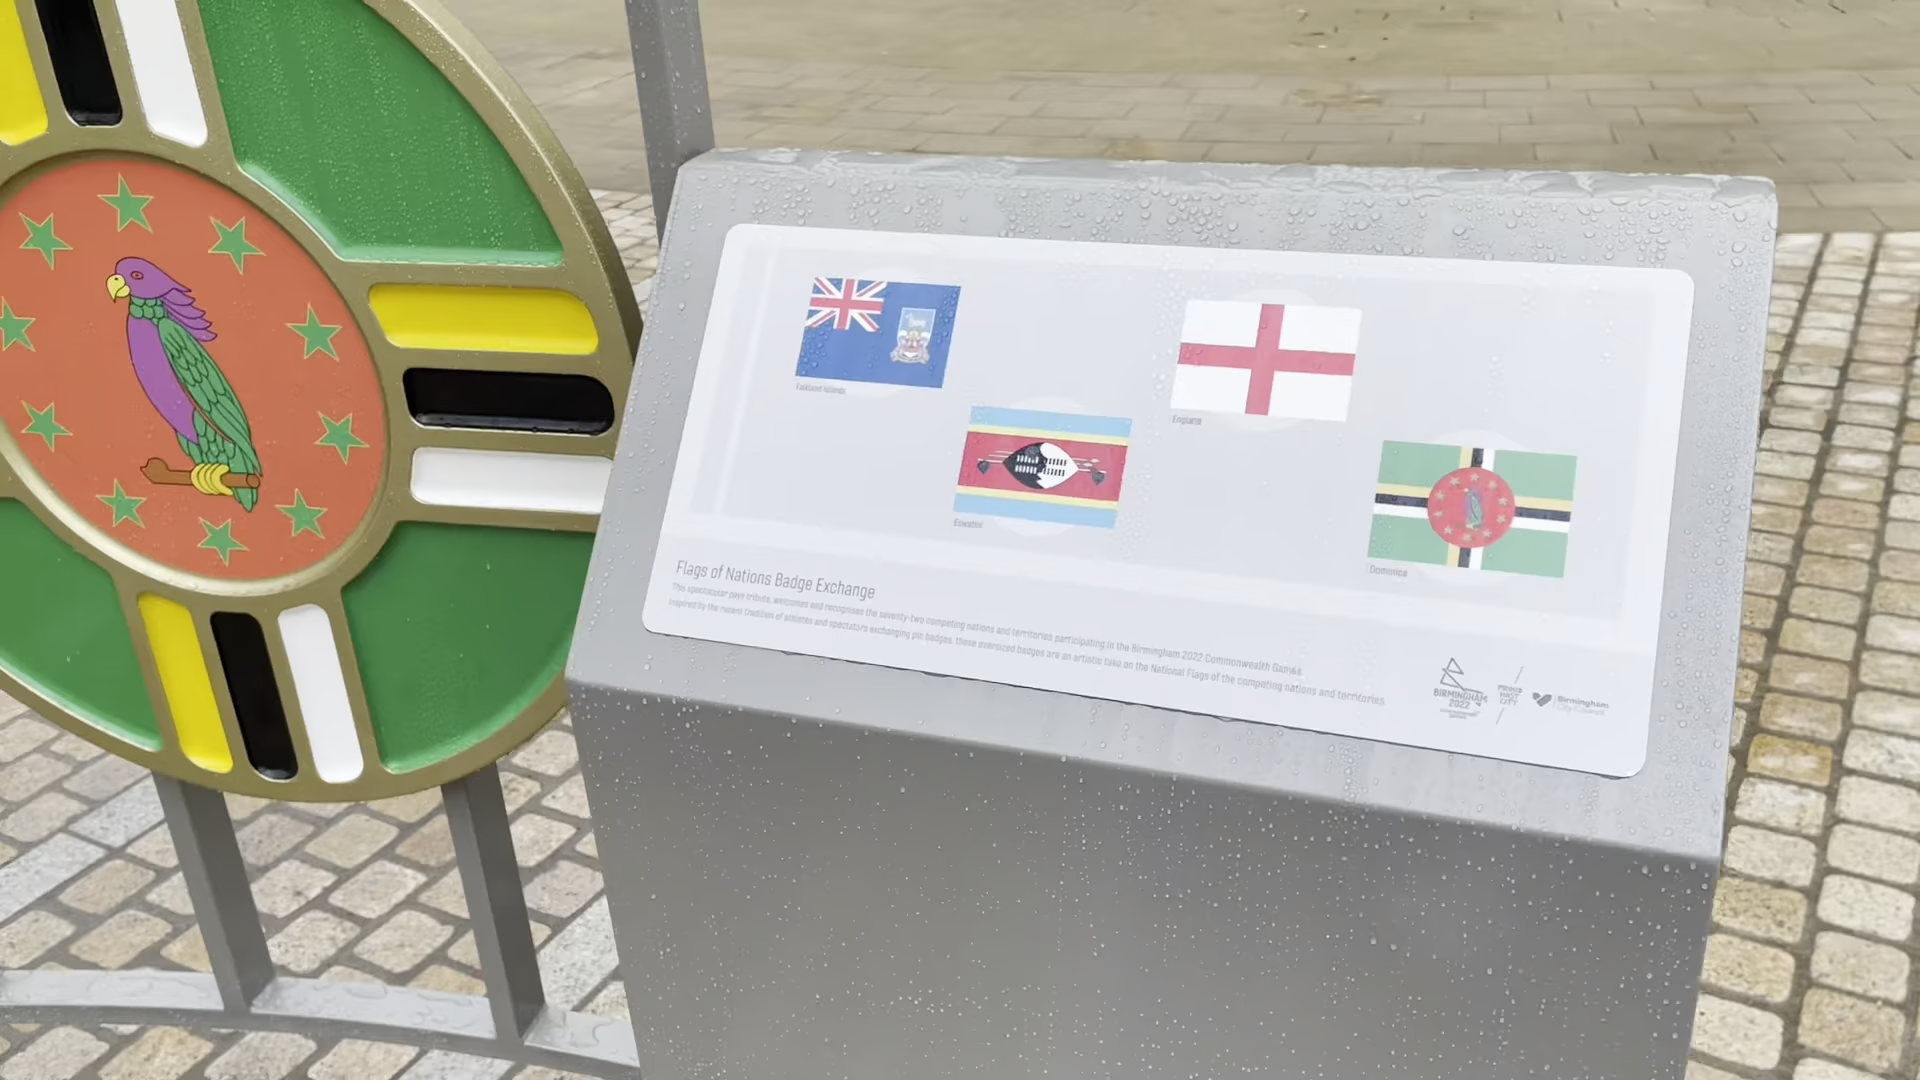 Falkland Islands
England
Eswatini
Dominica
Flags of Nations Badge Exchange
This spectacular pays tribute, welcomes and recognises the seventy-two competing nations and territories participating in the Birmingham 2022 Commonwealth Games.
Inspired by the recent tradition of athletes and spectators exchanging pin badges, these oversized badges are an artistic take on the National Flags of the competing nations and territories.
BIRMINGHAM
2022
PROUD
HOST
CITY
Birmingham
City Council